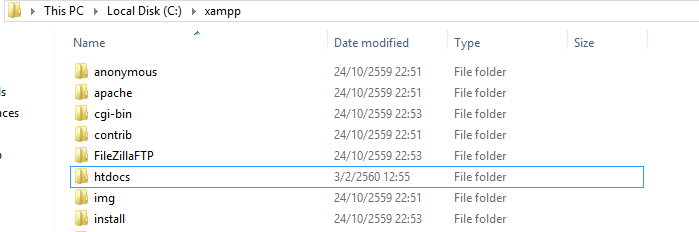 This PC Local Disk (C:) xampp
Name Date modified Type Size
anonymous 24/10/2559 22:51 File folder
apache 24/10/2559 22:51 File folder
ls
cgi-bin 24/10/2559 22:53 File folder
aces
contrib 24/10/2559 22:51 File folder
FileZillaFTP 24/10/2559 22:53 File folder
htdocs 3/2/2560 12:55 File folder
img 24/10/2559 22:51 File folder
install 24/10/2559 22:53 File folder